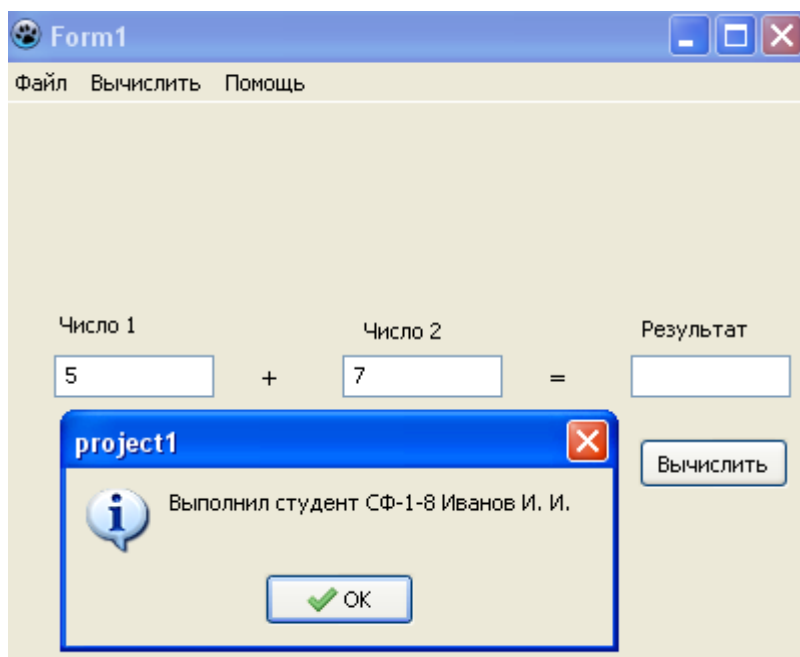 Form1
Файл Вычислить Помощь
Число 1 Число 2 Результат
5 + 7 =
project1
Вычислить
Выполнил студент СФ-1-8 Иванов И. И.
OK